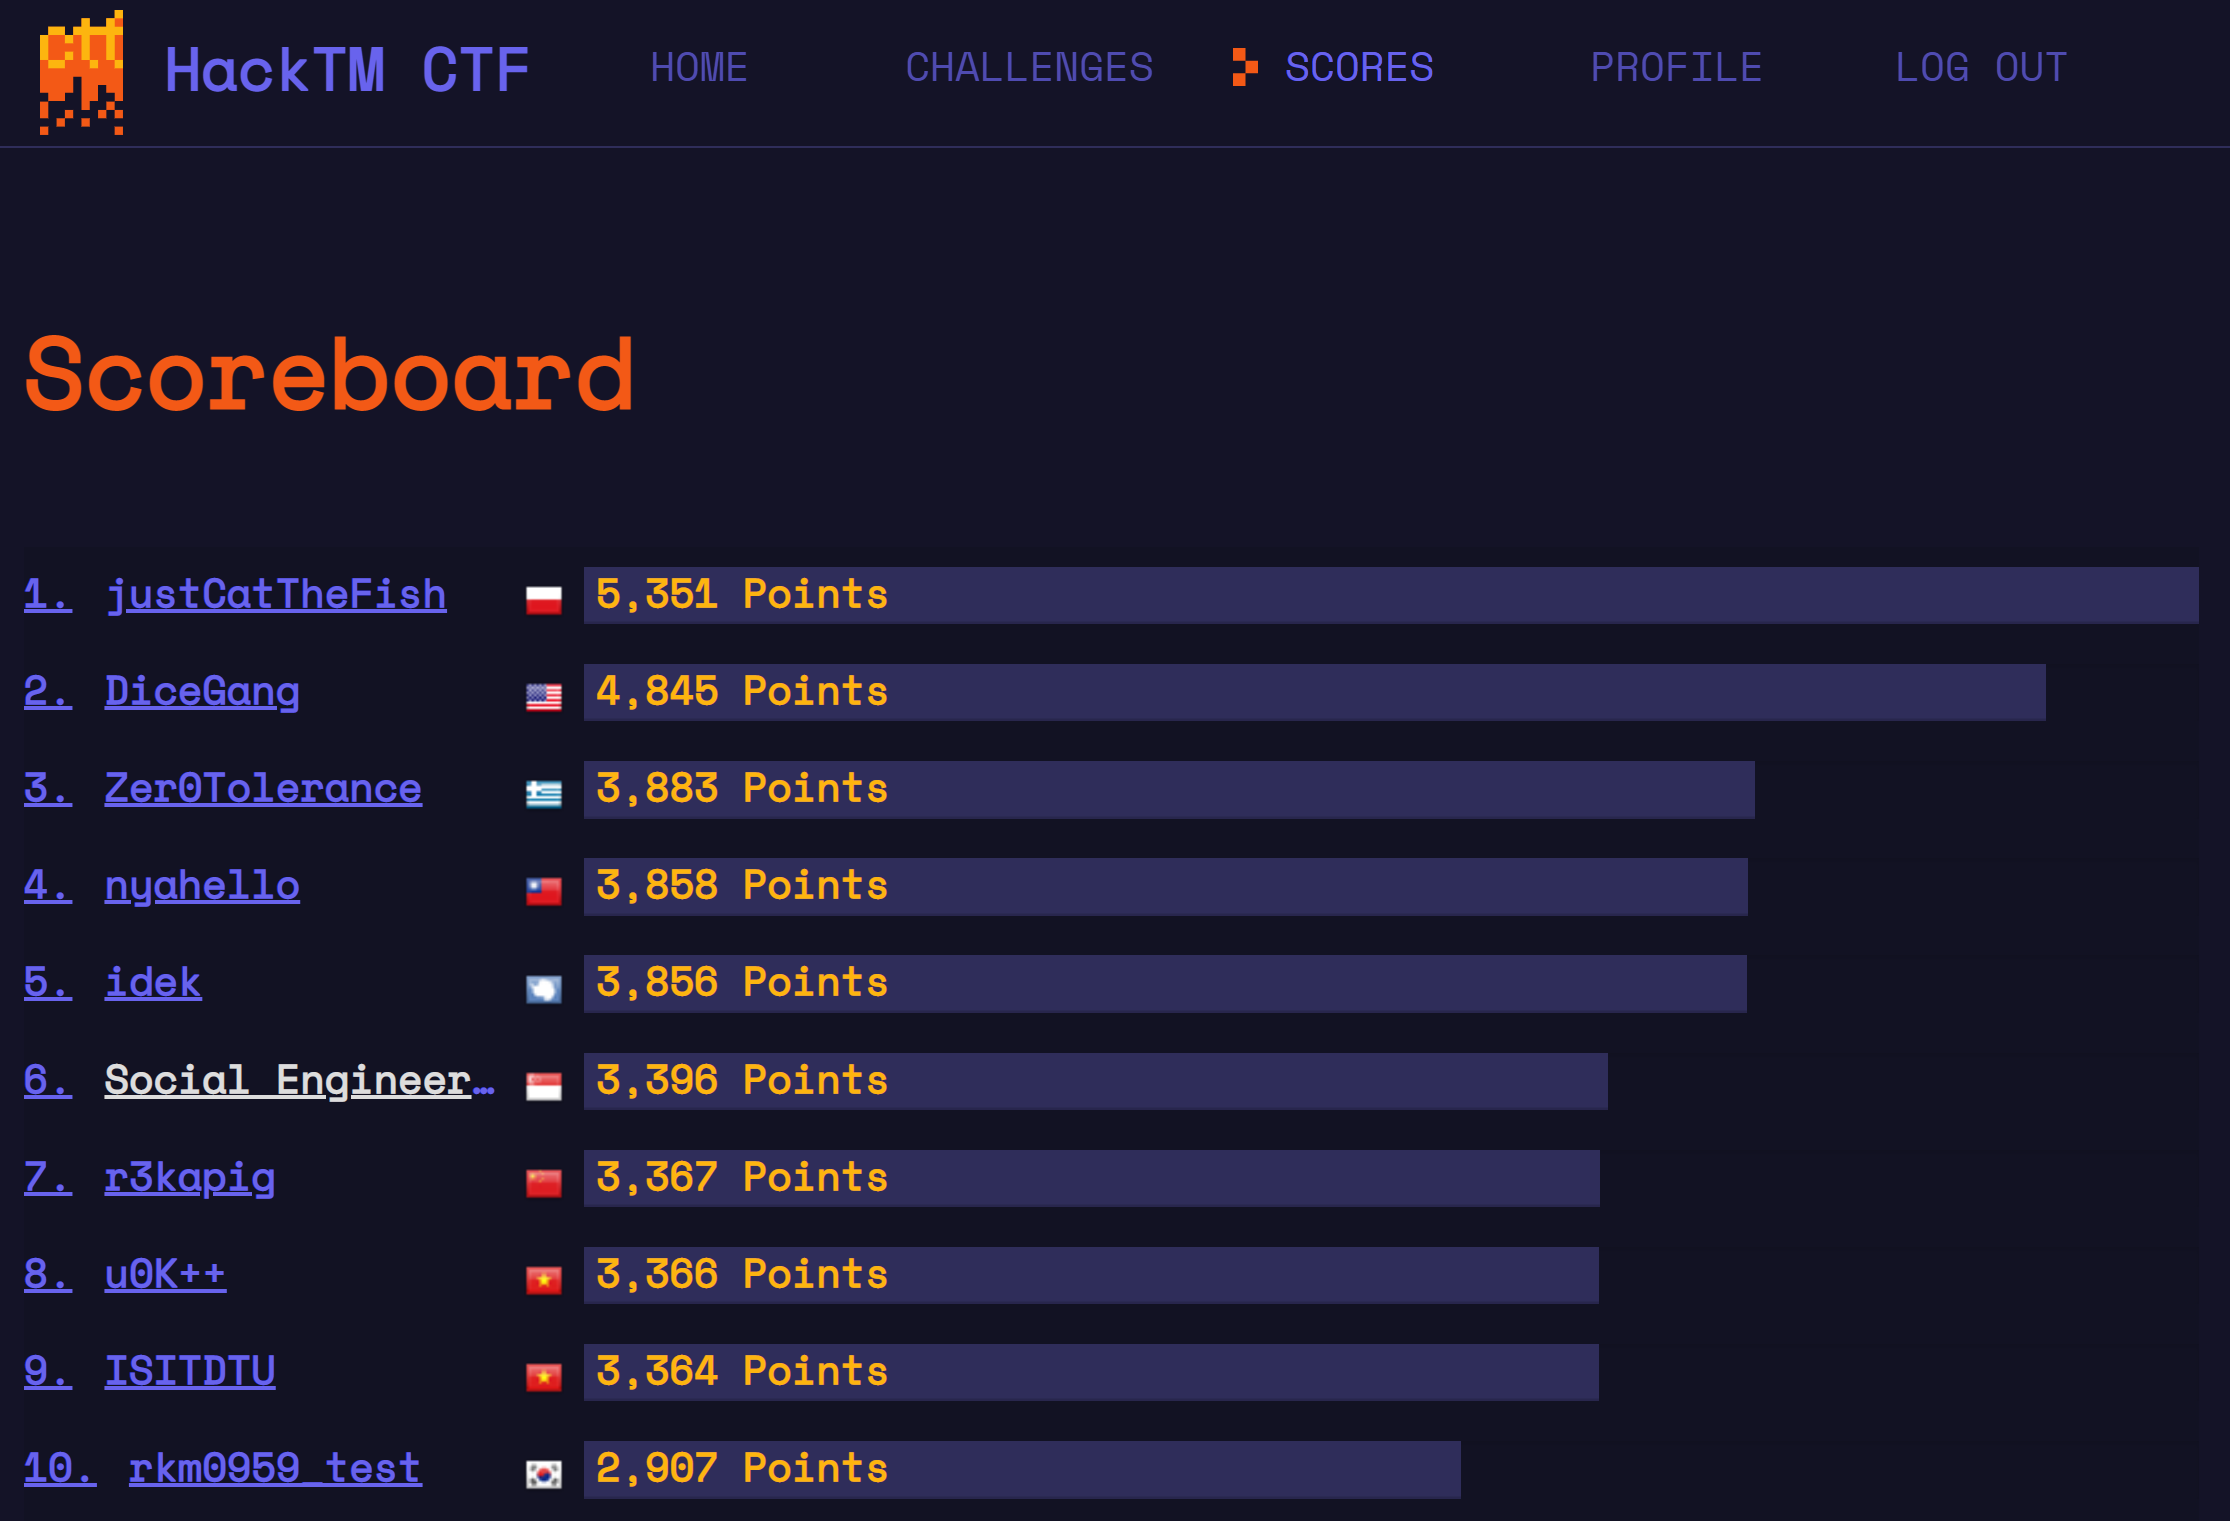 ctf HackTM CTF HOME CHALLENGES SCORES PROFILE LOG OUT
Scoreboard
1. justCatTheFish 5,351 Points
2. DiceGang 4,845 Points
3. Zer0Tolerance 3,883 Points
4. nyahello 3,858 Points
5. idek 3,856 Points
6. Social Engineer… 3,396 Points
7. r3kapig 3,367 Points
8. u0K++ 3,366 Points
9. ISITDTU 3,364 Points
10. rkm0959_test 2,907 Points